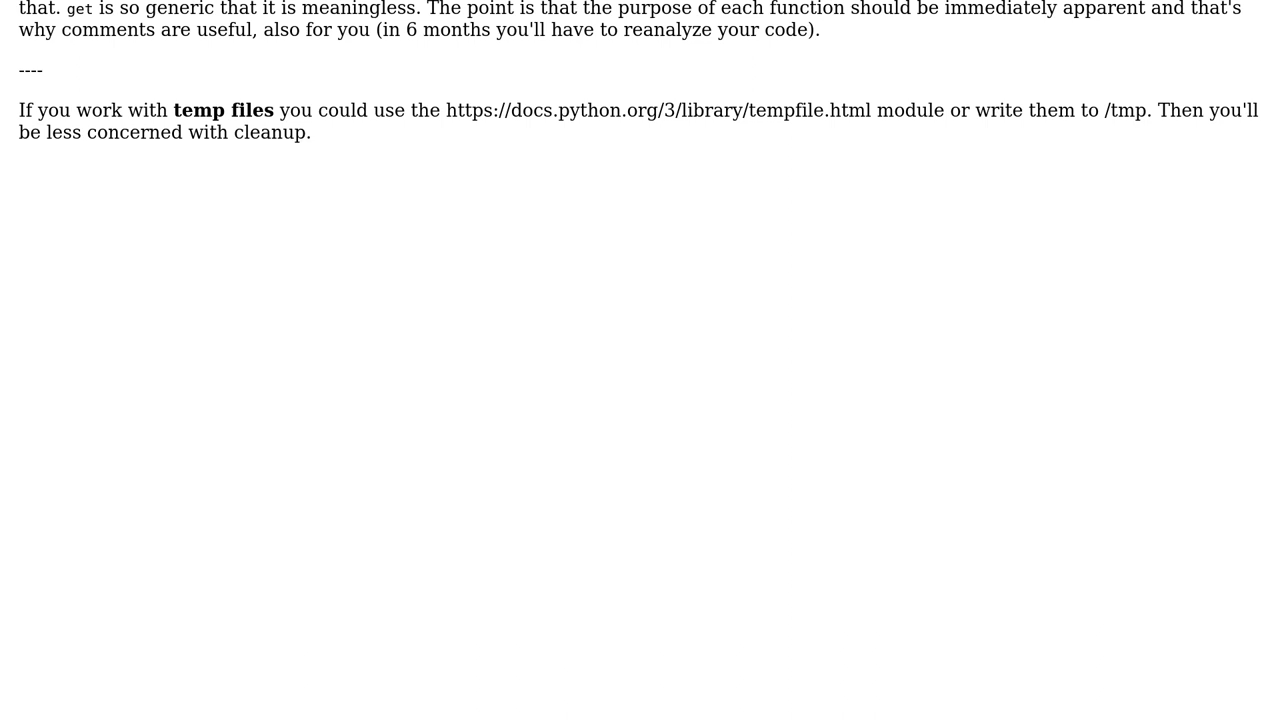 that. get is so generic that it is meaningless. The point is that the purpose of each function should be immediately apparent and that's
why comments are useful, also for you (in 6 months you'll have to reanalyze your code).
----
If you work with temp files you could use the https://docs.python.org/3/library/tempfile.html module or write them to /tmp. Then you'll
be less concerned with cleanup.